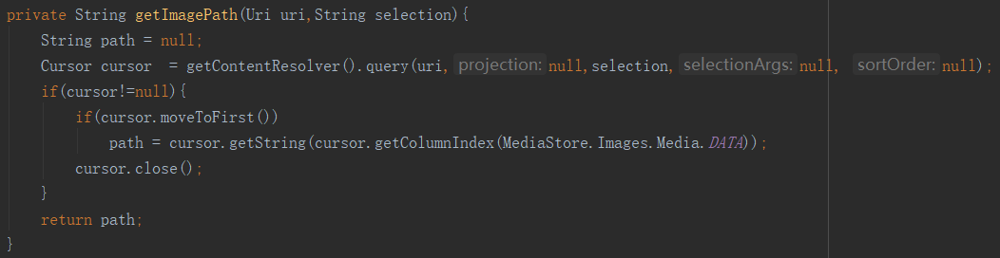 private String getImagePath(Uri uri,String selection){
    String path = null;
    Cursor cursor  = getContentResolver().query(uri, projection: null,selection, selectionArgs: null, sortOrder: null);
    if(cursor!=null){
        if(cursor.moveToFirst())
            path = cursor.getString(cursor.getColumnIndex(MediaStore.Images.Media.DATA));
        cursor.close();
    }
    return path;
}